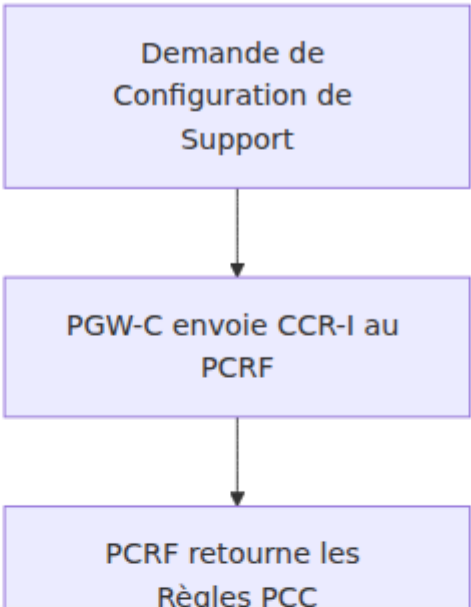 Demande de
Configuration de
Support
PGW-C envoie CCR-I au
PCRF
PCRF retourne les
Règles PCC